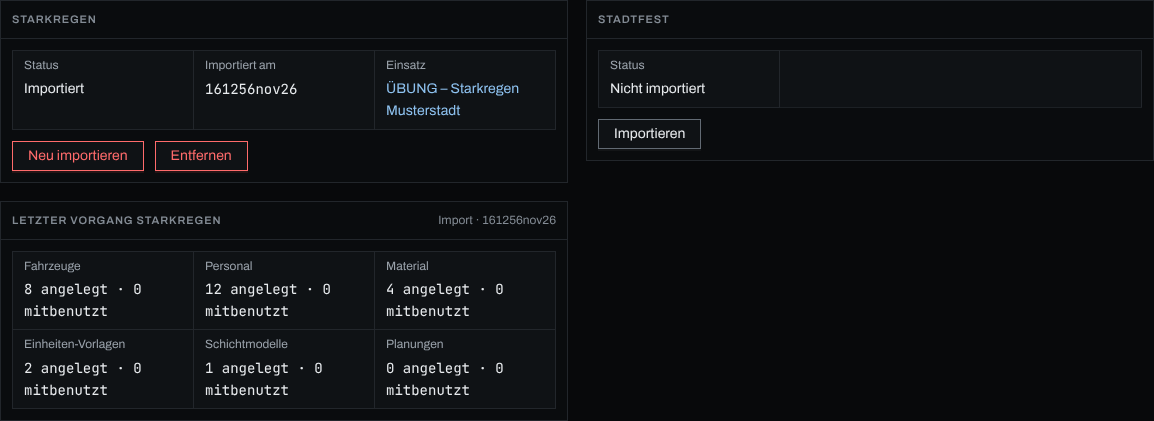 STARKREGEN
Status
Importiert
Importiert am
161256nov26
Einsatz
ÜBUNG – Starkregen
Musterstadt
Neu importieren
Entfernen
STADTFEST
Status
Nicht importiert
Importieren
LETZTER VORGANG STARKREGEN
Import · 161256nov26
Fahrzeuge
8 angelegt · 0
mitbenutzt
Personal
12 angelegt · 0
mitbenutzt
Material
4 angelegt · 0
mitbenutzt
Einheiten-Vorlagen
2 angelegt · 0
mitbenutzt
Schichtmodelle
1 angelegt · 0
mitbenutzt
Planungen
0 angelegt · 0
mitbenutzt